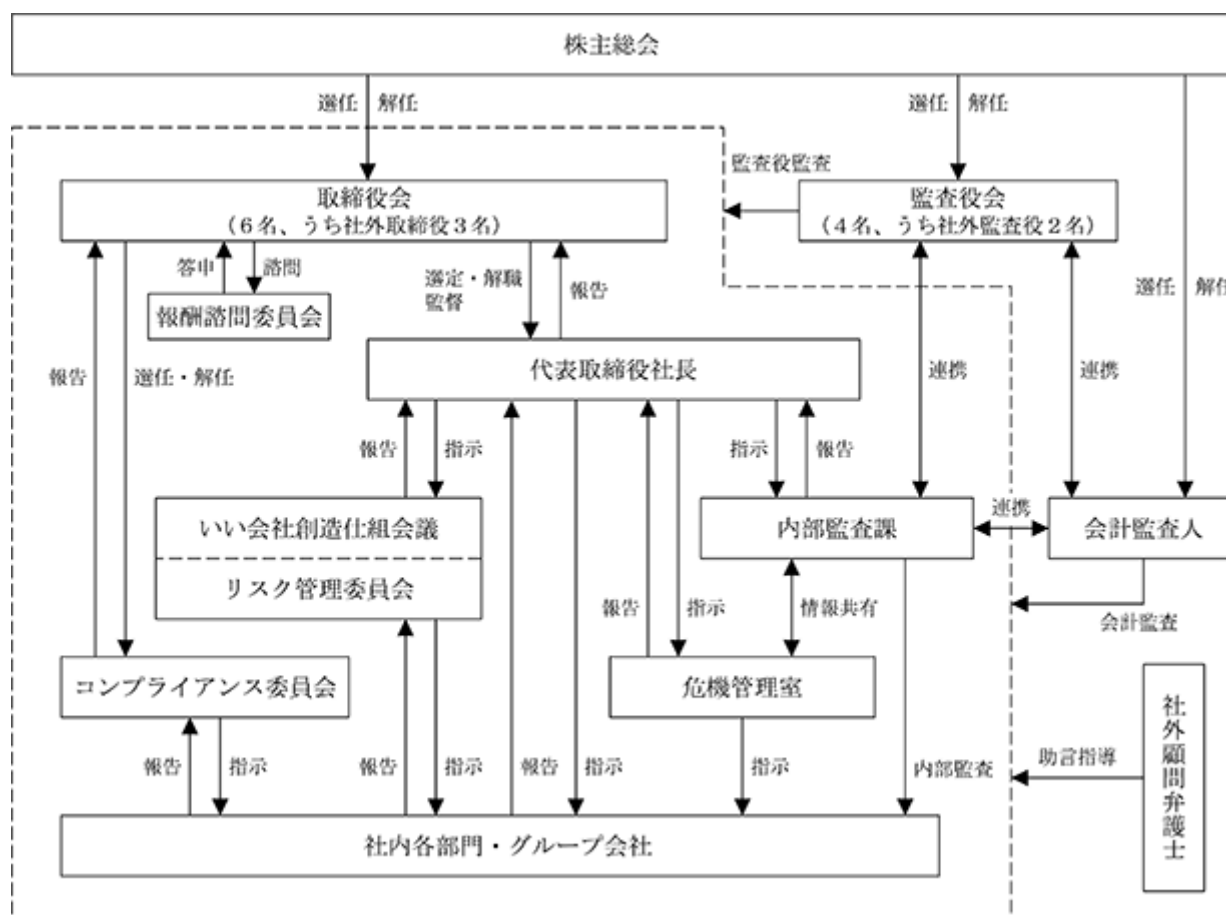 株主総会
選任 解任
選任 解任
監査役監査
取締役会
(6名、うち社外取締役3名)
監査役会
(4名、うち社外監査役2名)
答申 諮問
選定・解職
監督
報告
選任 解任
報酬諮問委員会
代表取締役社長
報告
選任・解任
連携
連携
報告 指示
指示 報告
いい会社創造仕組会議
リスク管理委員会
内部監査課
連携
会計監査人
報告 指示
情報共有
会計監査
コンプライアンス委員会
危機管理室
社外顧問弁護士
報告 指示
報告 指示
報告 指示
指示
内部監査
助言指導
社内各部門・グループ会社